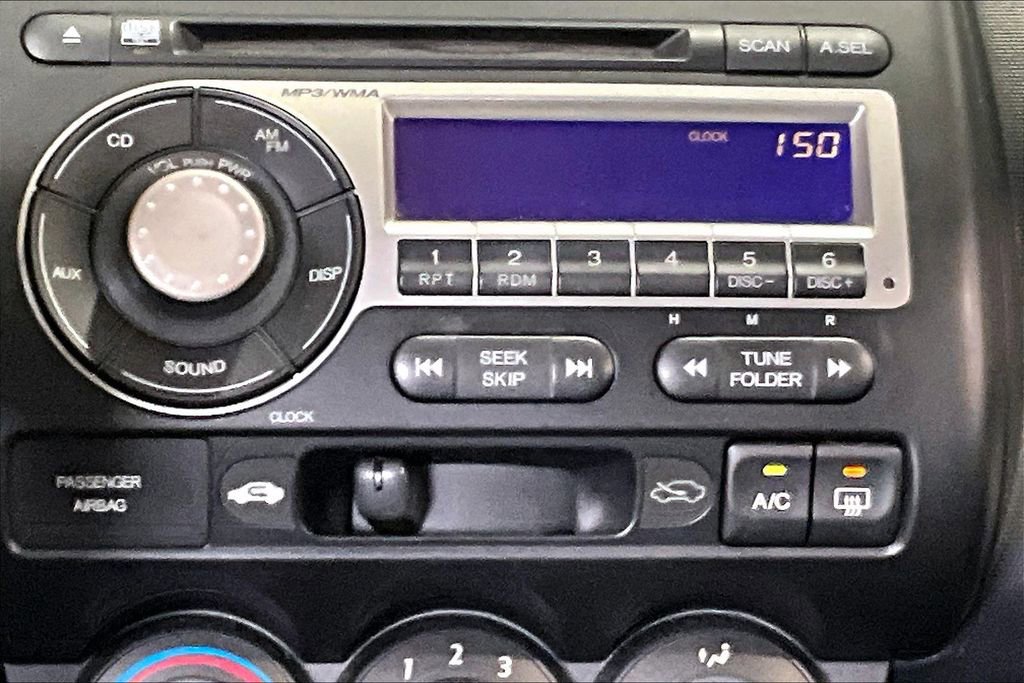 SCAN
A.SEL
MP3/WMA
CD
AM
FM
VOL PUSH PWR
AUX
DISP
SOUND
CLOCK
CLOCK
150
1
RPT
2
RDM
3
4
5
DISC-
6
DISC+
H
M
R
SEEK
SKIP
TUNE
FOLDER
PASSENGER
AIRBAG
A/C
1
2
3